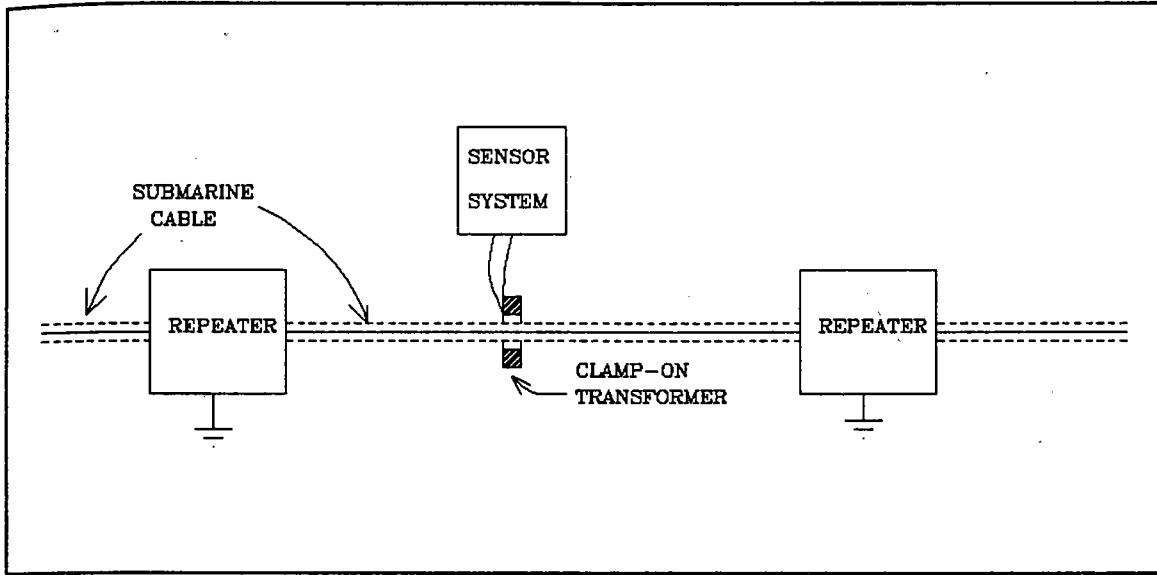 SENSOR
SYSTEM
SUBMARINE
CABLE
REPEATER
REPEATER
CLAMP-ON
TRANSFORMER